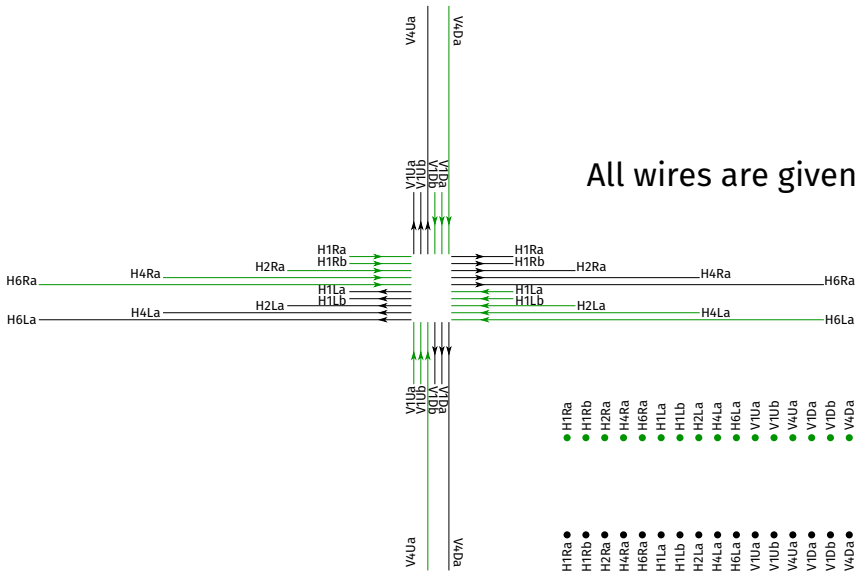 V4Ua
V4Da
All wires are given
V1Ua
V1Ub
V1Db
V1Da
H1Ra
H1Rb
H2Ra
H4Ra
H6Ra
H1La
H1Lb
H2La
H4La
H6La
H1Ra
H1Rb
H2Ra
H4Ra
H6Ra
H1La
H1Lb
H2La
H4La
H6La
V1Ua
V1Ub
V1Db
V1Da
V4Ua
V4Da
H1Ra
H1Rb
H2Ra
H4Ra
H6Ra
H1La
H1Lb
H2La
H4La
H6La
V1Ua
V1Ub
V4Ua
V1Da
V1Db
V4Da
H1Ra
H1Rb
H2Ra
H4Ra
H6Ra
H1La
H1Lb
H2La
H4La
H6La
V1Ua
V1Ub
V4Ua
V1Da
V1Db
V4Da